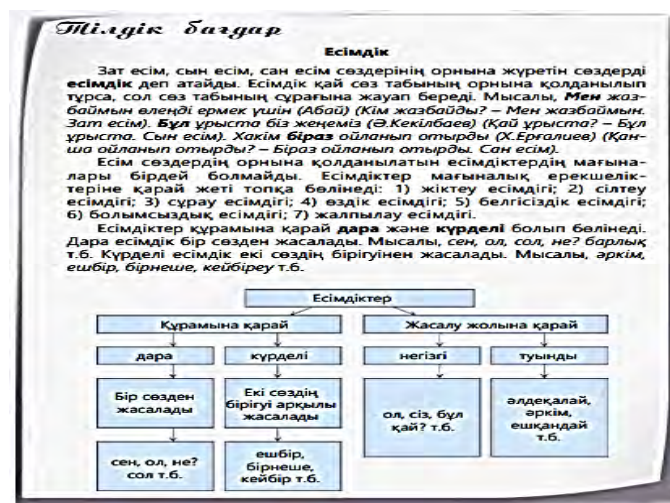 Тілдік бағдар
Есімдік
Зат есім, сын есім, сан есім сөздерінің орнына жүретін сөздерді
есімдік деп атайды. Есімдік қай сөз табының орнына қолданылып
тұрса, сол сөз табының сұрағына жауап береді. Мысалы, Мен жаз-
баймын өлеңді ермек үшін (Абай) (Кім жазбайды? – Мен жазбаймын.
Зат есім). Бұл ұрыста біз жеңеміз (Ә.Кекілбаев) (Қай ұрыста? – Бұл
ұрыста. Сын есім). Хакім біраз ойланып отырды (Х.Ерғалиев) (Қан-
ша ойланып отырды? – Біраз ойланып отырды. Сан есім).
Есім сөздердің орнына қолданылатын есімдіктердің мағына-
лары бірдей болмайды. Есімдіктер мағыналық ерекшелік-
теріне қарай жеті топқа бөлінеді: 1) жіктеу есімдігі; 2) сілтеу
есімдігі; 3) сұрау есімдігі; 4) өздік есімдігі; 5) белгісіздік есімдігі;
6) болымсыздық есімдігі; 7) жалпылау есімдігі.
Есімдіктер құрамына қарай дара және күрделі болып бөлінеді.
Дара есімдік бір сөзден жасалады. Мысалы, сен, ол, сол, не? барлық
т.б. Күрделі есімдік екі сөздің бірігуінен жасалады. Мысалы, әркім,
ешбір, бірнеше, кейбіреу т.б.
Есімдіктер
Құрамына қарай
Жасалу жолына қарай
дара
күрделі
негізгі
туынды
Бір сөзден
жасалады
Екі сөздің
бірігуі арқылы
жасалады
ол, сіз, бұл
қай? т.б.
әлдеқалай,
әркім,
ешқандай
т.б.
сен, ол, не?
сол т.б.
ешбір,
бірнеше,
кейбір т.б.